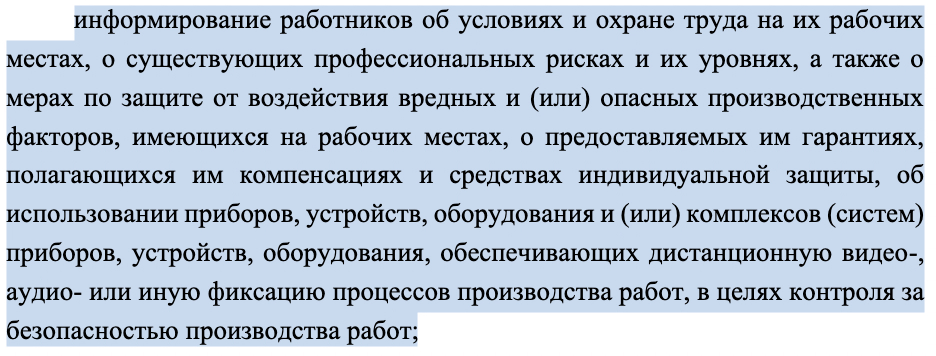 информирование работников об условиях и охране труда на их рабочих
местах, о существующих профессиональных рисках и их уровнях, а также о
мерах по защите от воздействия вредных и (или) опасных производственных
факторов, имеющихся на рабочих местах, о предоставляемых им гарантиях,
полагающихся им компенсациях и средствах индивидуальной защиты, об
использовании приборов, устройств, оборудования и (или) комплексов (систем)
приборов, устройств, оборудования, обеспечивающих дистанционную видео-,
аудио- или иную фиксацию процессов производства работ, в целях контроля за
безопасностью производства работ;